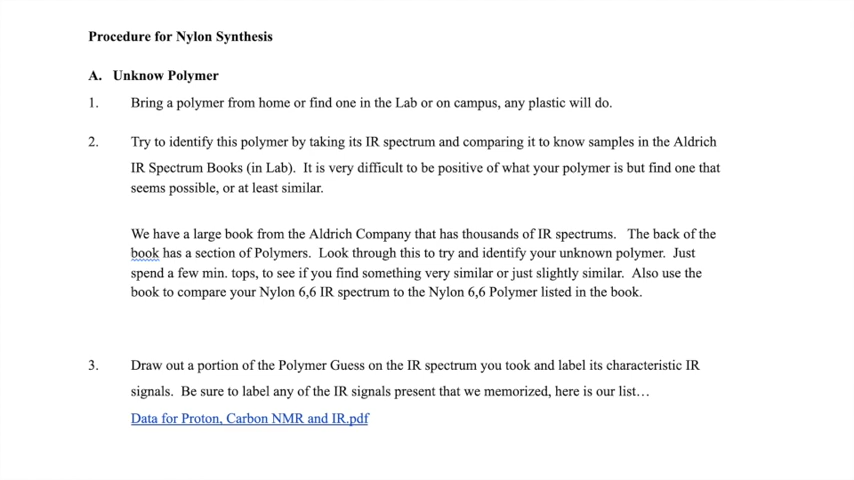 Procedure for Nylon Synthesis
A. Unknow Polymer
1. Bring a polymer from home or find one in the Lab or on campus, any plastic will do.
2. Try to identify this polymer by taking its IR spectrum and comparing it to know samples in the Aldrich
IR Spectrum Books (in Lab). It is very difficult to be positive of what your polymer is but find one that
seems possible, or at least similar.
We have a large book from the Aldrich Company that has thousands of IR spectrums. The back of the
book has a section of Polymers. Look through this to try and identify your unknown polymer. Just
spend a few min. tops, to see if you find something very similar or just slightly similar. Also use the
book to compare your Nylon 6,6 IR spectrum to the Nylon 6,6 Polymer listed in the book.
3. Draw out a portion of the Polymer Guess on the IR spectrum you took and label its characteristic IR
signals. Be sure to label any of the IR signals present that we memorized, here is our list…
Data for Proton, Carbon NMR and IR.pdf